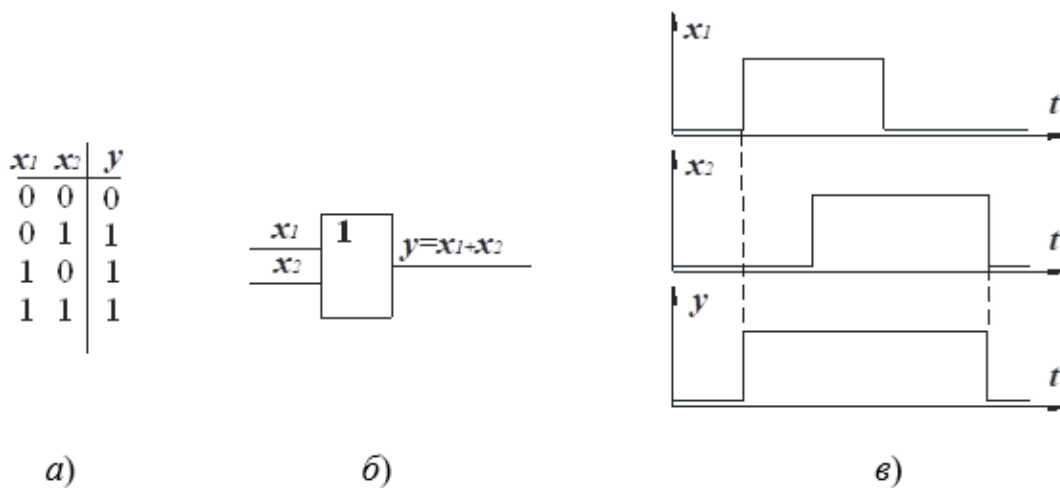 x1 x2 y
0 0 0
0 1 1
1 0 1
1 1 1
а)
x1
x2
1
y=x1+x2
б)
x1
t
x2
t
y
t
в)